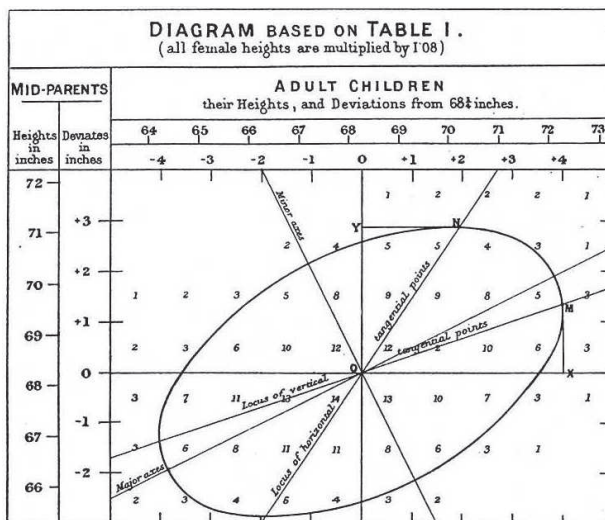 DIAGRAM BASED ON TABLE I.
(all female heights are multiplied by 1'08)
MID-PARENTS
ADULT CHILDREN
their Heights, and Deviations from 68¼ inches.
Heights in inches
Deviates in inches
64 65 66 67 68 69 70 71 72 73
-4 -3 -2 -1 0 +1 +2 +3 +4
72
1 2 2 2 1
Minor axes
+3
71
Y N
2 4 5 5 4 3 1
+2
tangential points
70
1 2 3 5 8 9 9 8 5 3
M
+1
69
tangential points
2 3 6 10 12 12 2 10 6 3
0
68
O X
Locus of vertical
3 7 11 13 14 13 10 7 3 1
-1
67
Locus of horizontal
3 6 8 11 11 8 6 3 1
Major axes
-2
66
2 3 4 5 4 3 2